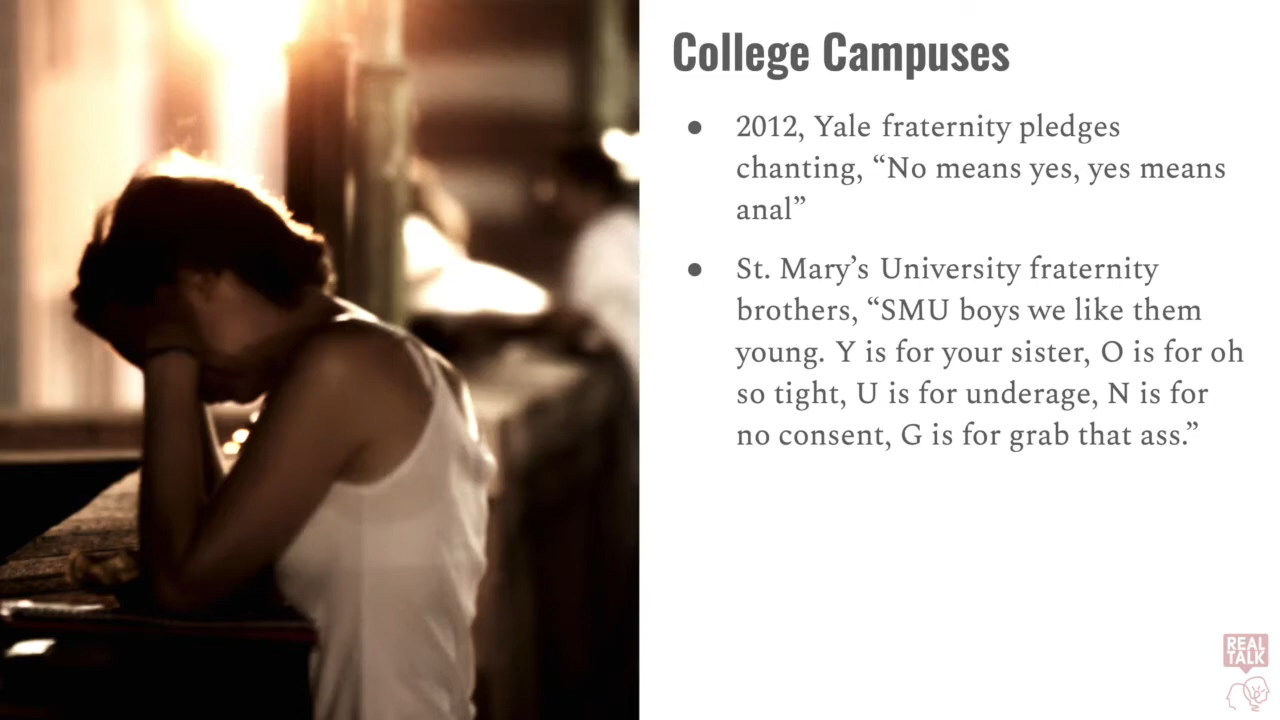 College Campuses
● 2012, Yale fraternity pledges
chanting, “No means yes, yes means
anal”
● St. Mary’s University fraternity
brothers, “SMU boys we like them
young. Y is for your sister, O is for oh
so tight, U is for underage, N is for
no consent, G is for grab that ass.”
REAL
TALK